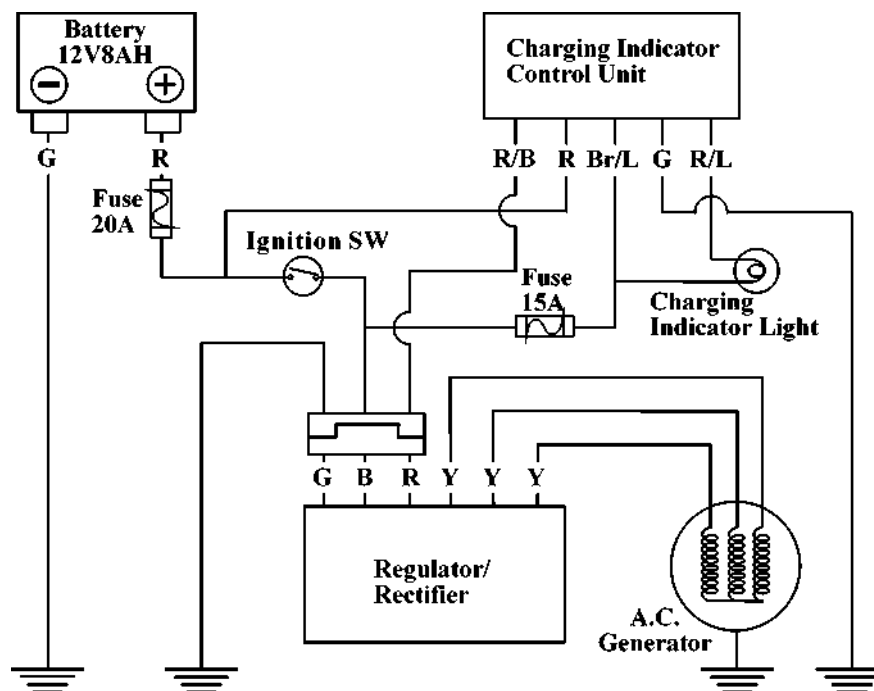 Battery
12V8AH
Charging Indicator
Control Unit
G
R
R/B
R
Br/L
G
R/L
Fuse
20A
Ignition SW
Fuse
15A
Charging
Indicator Light
G
B
R
Y
Y
Y
Regulator/
Rectifier
A.C.
Generator